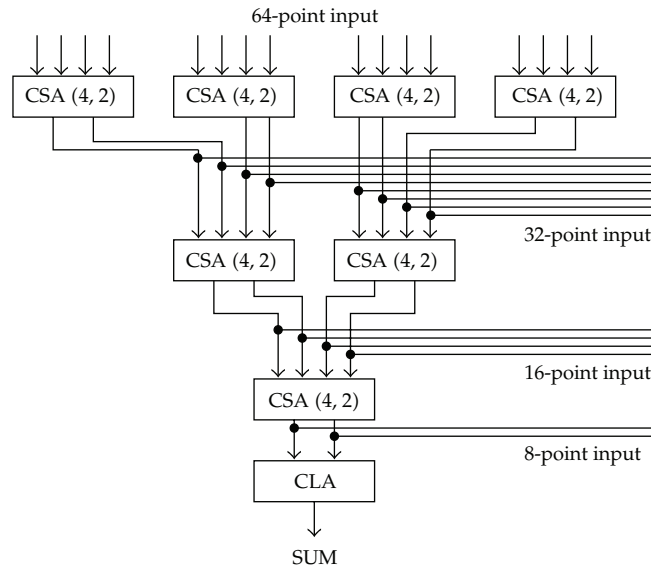 64-point input
CSA (4, 2)
CSA (4, 2)
CSA (4, 2)
CSA (4, 2)
32-point input
CSA (4, 2)
CSA (4, 2)
16-point input
CSA (4, 2)
8-point input
CLA
SUM